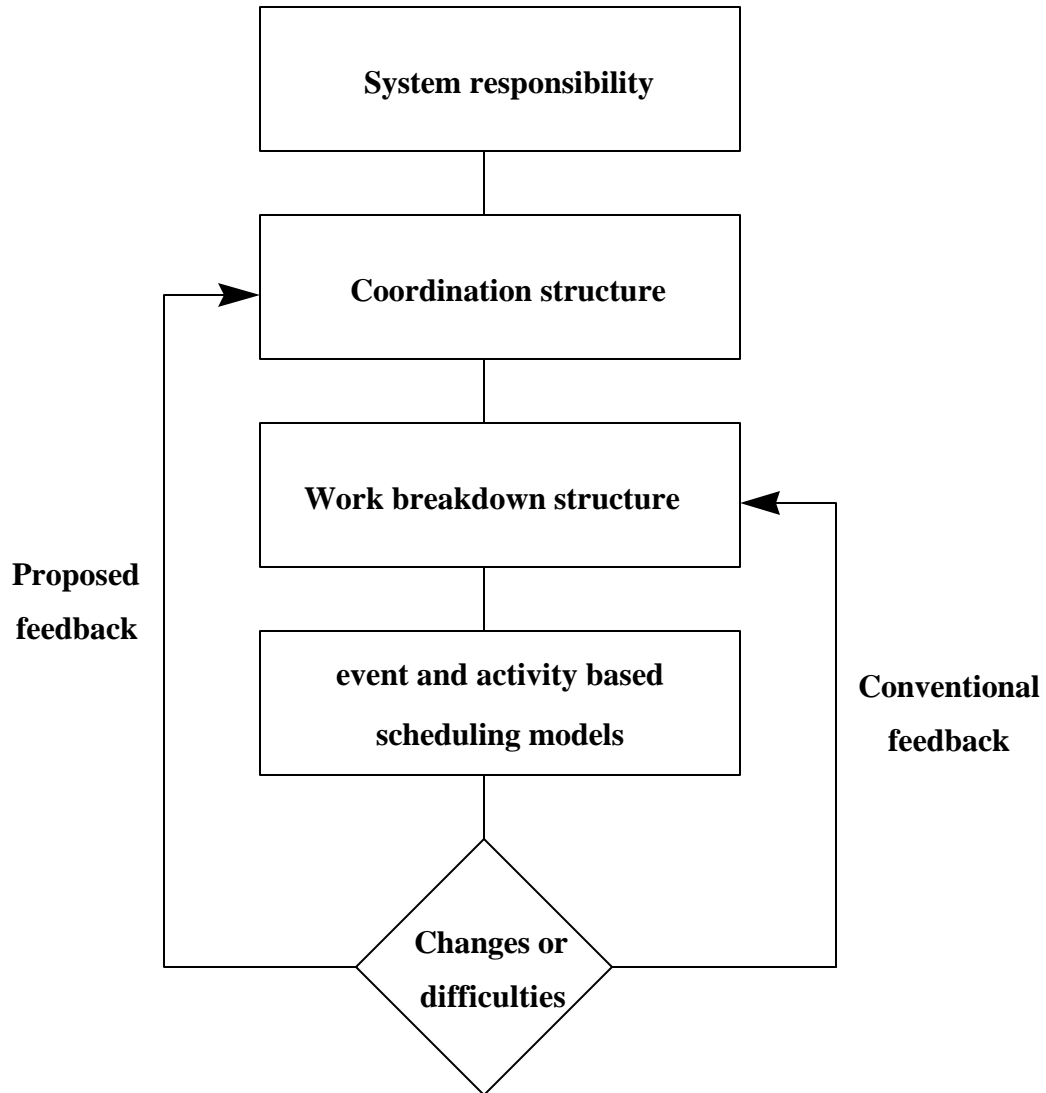 System responsibility
Coordination structure
Work breakdown structure
Proposed
feedback
event and activity based
scheduling models
Conventional
feedback
Changes or
difficulties